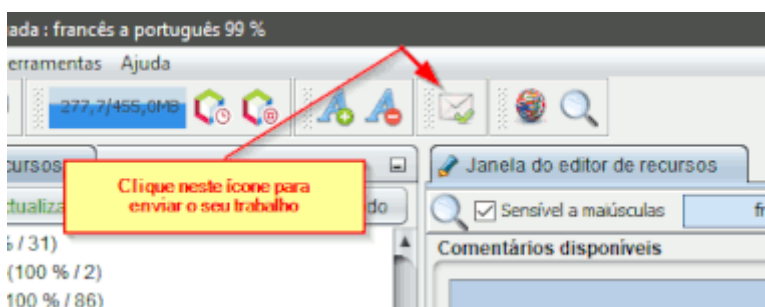 ada : francês a português 99 %
erramentas Ajuda
277,7/455,0MB
cursos
Janela do editor de recursos
Clique neste ícone para
enviar o seu trabalho
tualiza
do
Sensível a maiúsculas
fr
% / 31)
Comentários disponíveis
(100 % / 2)
100 % / 86)